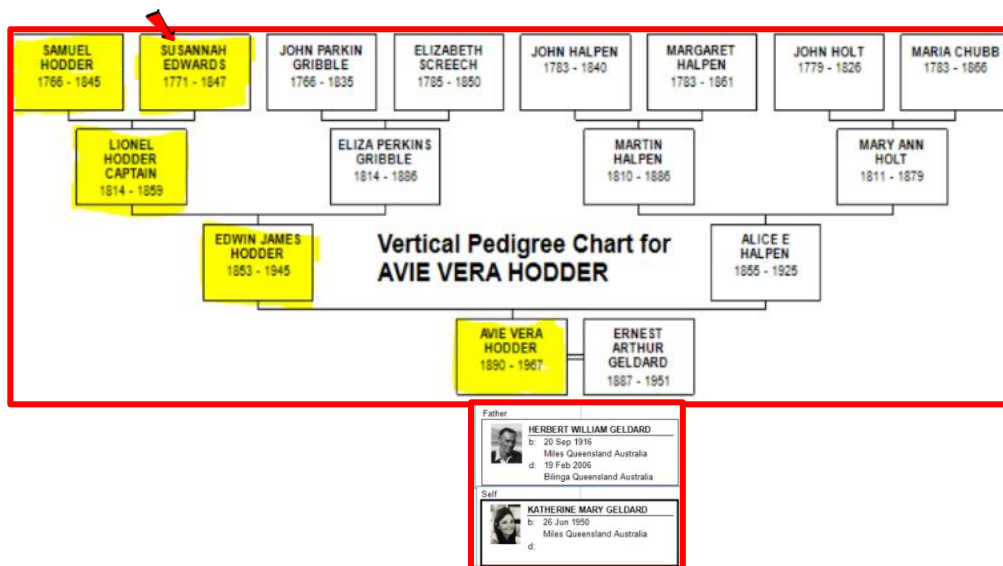 SAMUEL
HODDER
1766 - 1845
SUSANNAH
EDWARDS
1771 - 1847
JOHN PARKIN
GRIBBLE
1766 - 1835
ELIZABETH
SCREECH
1785 - 1850
JOHN HALPEN
1783 - 1840
MARGARET
HALPEN
1783 - 1861
JOHN HOLT
1779 - 1826
MARIA CHUBB
1783 - 1866
LIONEL
HODDER
CAPTAIN
1814 - 1859
ELIZA PERKINS
GRIBBLE
1814 - 1886
MARTIN
HALPEN
1810 - 1886
MARY ANN
HOLT
1811 - 1879
EDWIN JAMES
HODDER
1853 - 1945
Vertical Pedigree Chart for
AVIE VERA HODDER
ALICE E
HALPEN
1855 - 1925
AVIE VERA
HODDER
1890 - 1967
ERNEST
ARTHUR
GELDARD
1887 - 1951
Father
HERBERT WILLIAM GELDARD
b: 20 Sep 1916
Miles Queensland Australia
d: 19 Feb 2006
Bilinga Queensland Australia
Self
KATHERINE MARY GELDARD
b: 26 Jun 1950
Miles Queensland Australia
d: